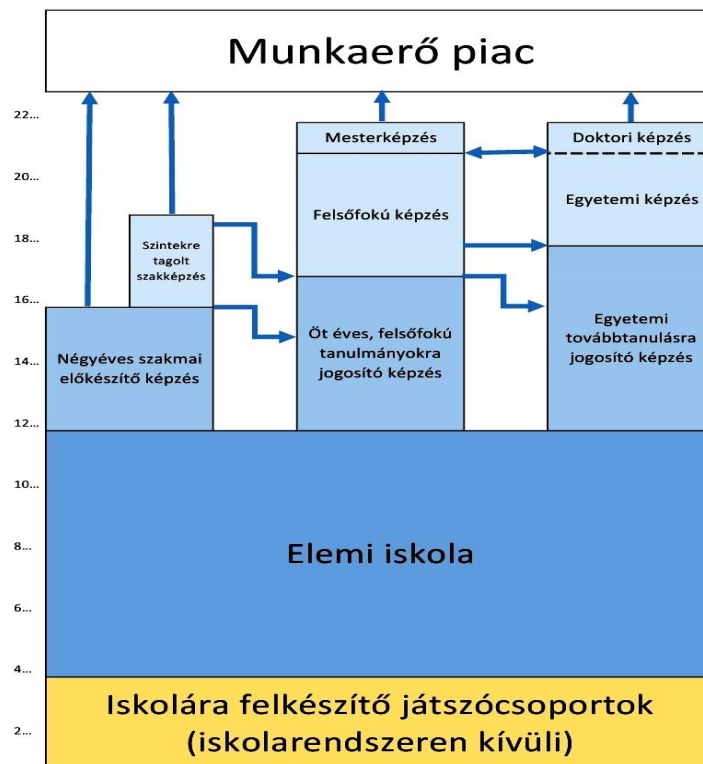 Munkaerő piac
22...
Mesterképzés
Doktori képzés
20...
Felsőfokú képzés
Egyetemi képzés
18...
Szintekre
tagolt
szakképzés
16...
Négyéves szakmai
előkészítő képzés
Öt éves, felsőfokú
tanulmányokra
jogosító képzés
Egyetemi
továbbtanulásra
jogosító képzés
14...
12...
10...
Elemi iskola
8...
6...
4...
Iskolára felkészítő játszócsoportok
(iskolarendszeren kívüli)
2...